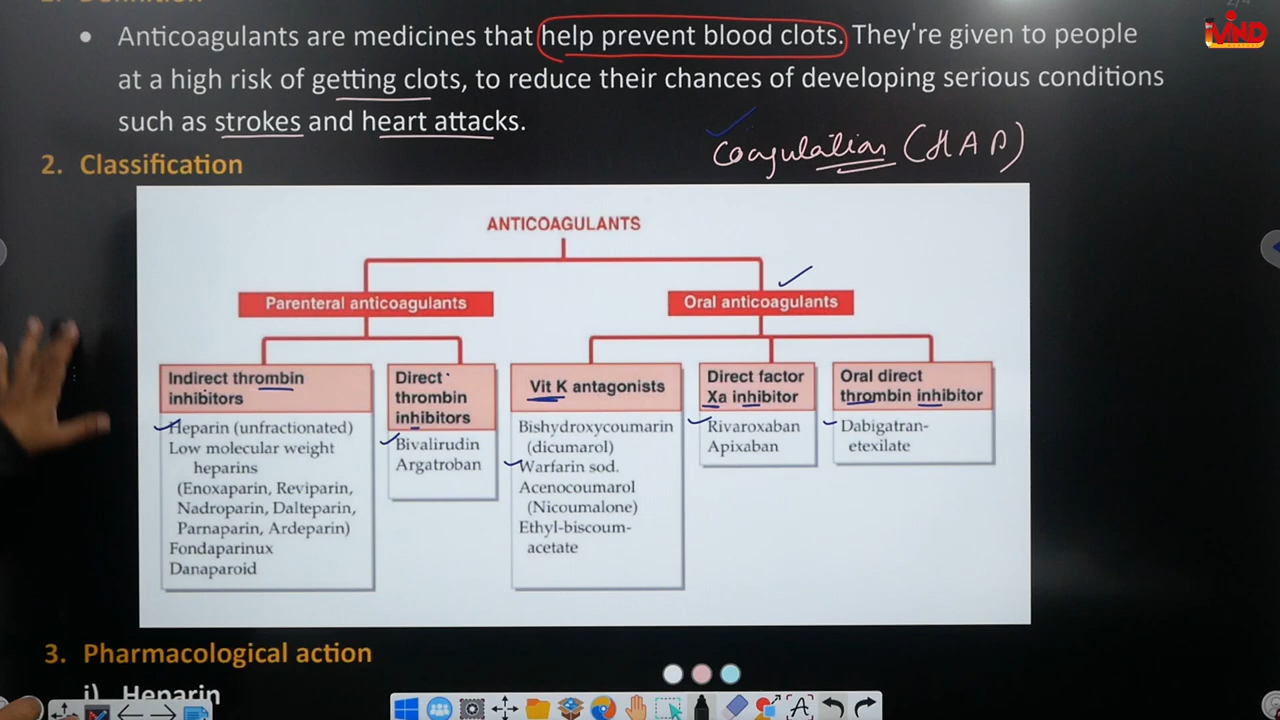 • Anticoagulants are medicines that help prevent blood clots. They're given to people
at a high risk of getting clots, to reduce their chances of developing serious conditions
such as strokes and heart attacks.
Coagulation (HAP)
2. Classification
ANTICOAGULANTS
Parenteral anticoagulants
Oral anticoagulants
Indirect thrombin
inhibitors
Heparin (unfractionated)
Low molecular weight
heparins
(Enoxaparin, Reviparin,
Nadroparin, Dalteparin,
Parnaparin, Ardeparin)
Fondaparinux
Danaparoid
Direct
thrombin
inhibitors
Bivalirudin
Argatroban
Vit K antagonists
Bishydroxycoumarin
(dicumarol)
Warfarin sod.
Acenocoumarol
(Nicoumalone)
Ethyl-biscoum-
acetate
Direct factor
Xa inhibitor
Rivaroxaban
Apixaban
Oral direct
thrombin inhibitor
Dabigatran-
etexilate
3. Pharmacological action
i) Heparin